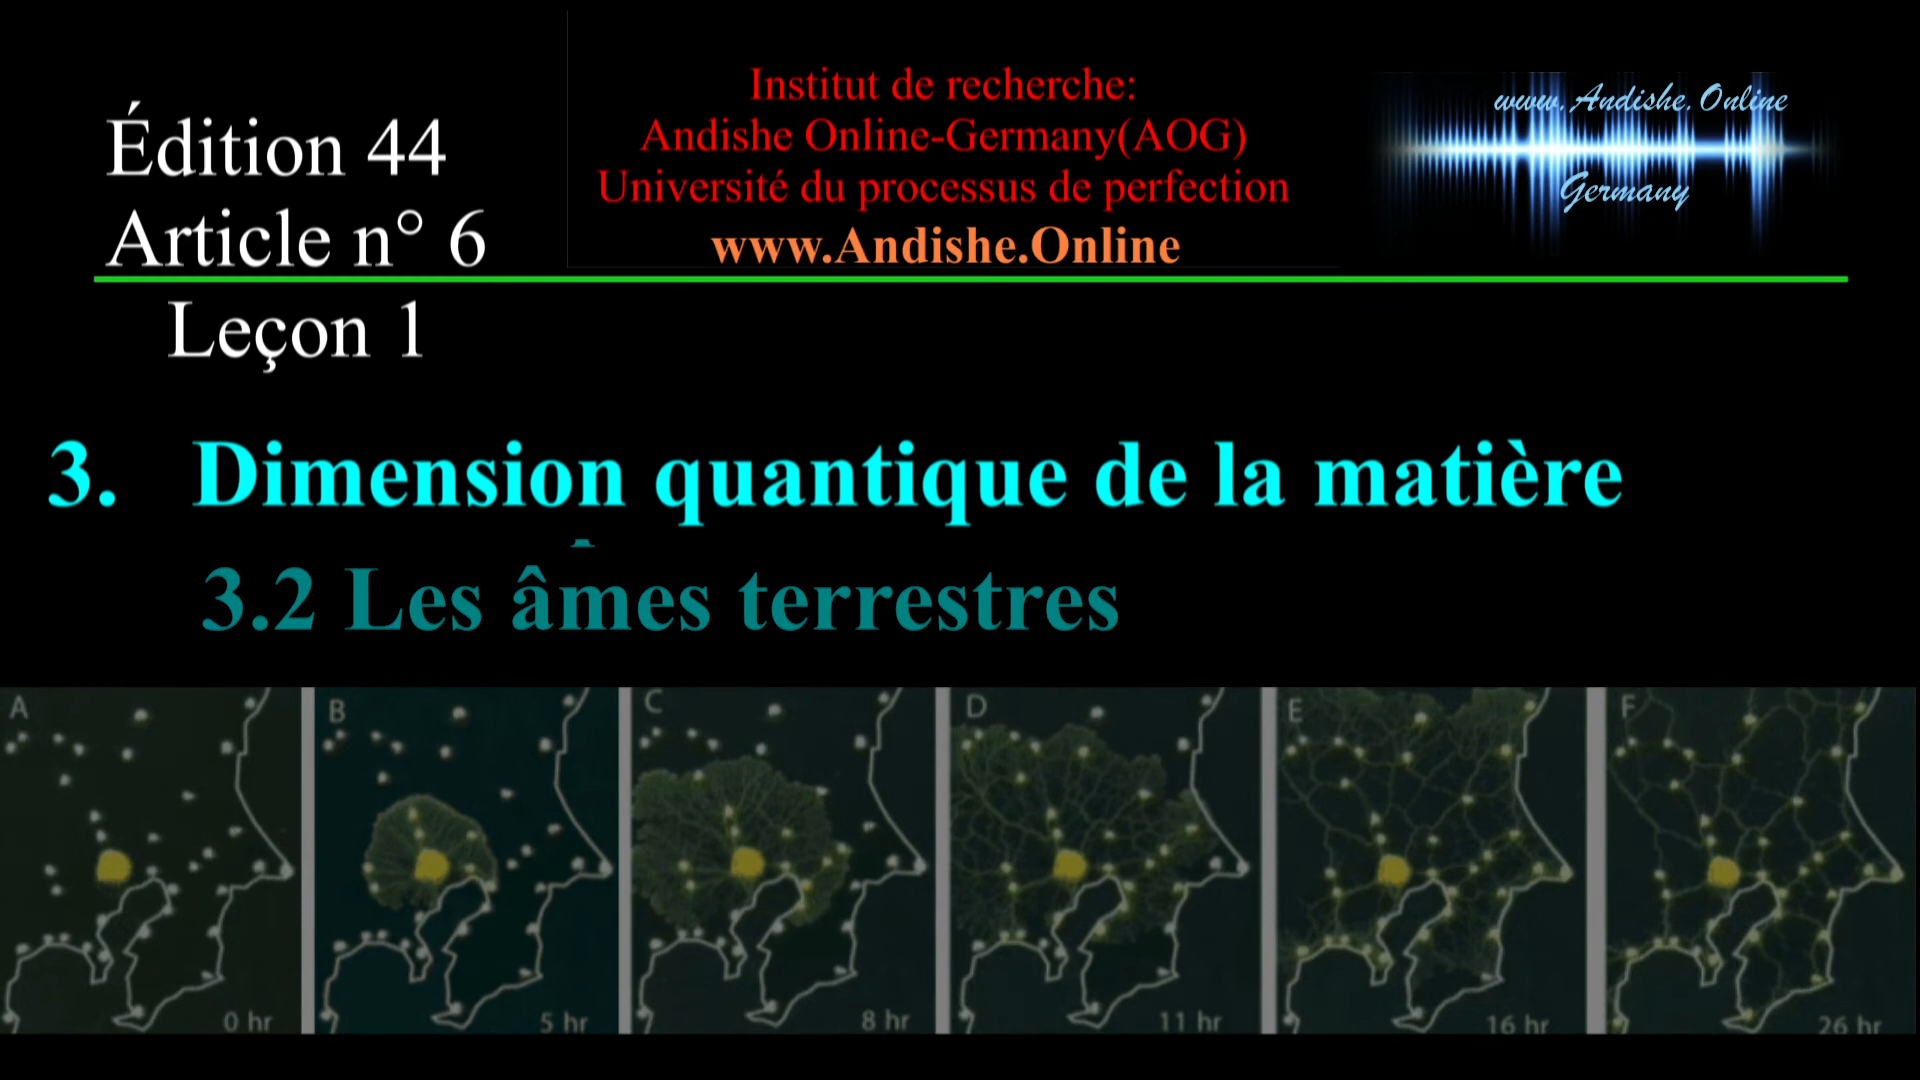 Édition 44
Article n° 6
Leçon 1
Institut de recherche:
Andishe Online-Germany(AOG)
Université du processus de perfection
www.Andishe.Online
www.Andishe.Online
Germany
3. Dimension quantique de la matière
3.2 Les âmes terrestres
A
0 hr
B
5 hr
C
8 hr
D
11 hr
E
16 hr
F
26 hr